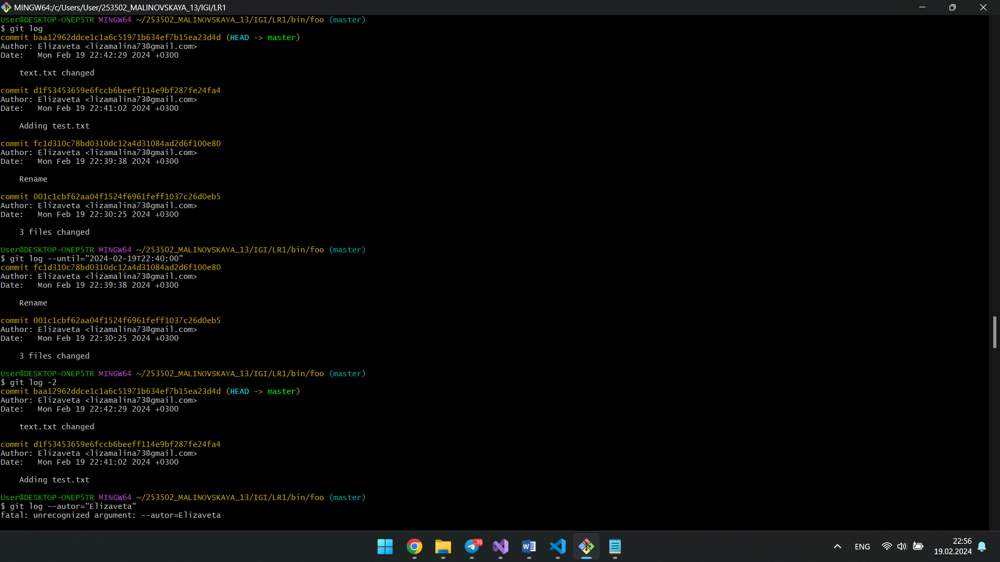 MINGW64:/c/Users/User/253502_MALINOVSKAYA_13/IGI/LR1
User@DESKTOP-ONEP5TR MINGW64 ~/253502_MALINOVSKAYA_13/IGI/LR1/bin/foo (master)
$ git log
commit baa12962ddce1c1a6c51971b634ef7b15ea23d4d (HEAD -> master)
Author: Elizaveta <lizamalina73@gmail.com>
Date:   Mon Feb 19 22:42:29 2024 +0300
text.txt changed
commit d1f53453659e6fccb6beeff114e9bf287fe24fa4
Author: Elizaveta <lizamalina73@gmail.com>
Date:   Mon Feb 19 22:41:02 2024 +0300
Adding test.txt
commit fc1d310c78bd0310dc12a4d31084ad2d6f100e80
Author: Elizaveta <lizamalina73@gmail.com>
Date:   Mon Feb 19 22:39:38 2024 +0300
Rename
commit 001c1cbf62aa04f1524f6961feff1037c26d0eb5
Author: Elizaveta <lizamalina73@gmail.com>
Date:   Mon Feb 19 22:30:25 2024 +0300
3 files changed
User@DESKTOP-ONEP5TR MINGW64 ~/253502_MALINOVSKAYA_13/IGI/LR1/bin/foo (master)
$ git log --until="2024-02-19T22:40:00"
commit fc1d310c78bd0310dc12a4d31084ad2d6f100e80
Author: Elizaveta <lizamalina73@gmail.com>
Date:   Mon Feb 19 22:39:38 2024 +0300
Rename
commit 001c1cbf62aa04f1524f6961feff1037c26d0eb5
Author: Elizaveta <lizamalina73@gmail.com>
Date:   Mon Feb 19 22:30:25 2024 +0300
3 files changed
User@DESKTOP-ONEP5TR MINGW64 ~/253502_MALINOVSKAYA_13/IGI/LR1/bin/foo (master)
$ git log -2
commit baa12962ddce1c1a6c51971b634ef7b15ea23d4d (HEAD -> master)
Author: Elizaveta <lizamalina73@gmail.com>
Date:   Mon Feb 19 22:42:29 2024 +0300
text.txt changed
commit d1f53453659e6fccb6beeff114e9bf287fe24fa4
Author: Elizaveta <lizamalina73@gmail.com>
Date:   Mon Feb 19 22:41:02 2024 +0300
Adding test.txt
User@DESKTOP-ONEP5TR MINGW64 ~/253502_MALINOVSKAYA_13/IGI/LR1/bin/foo (master)
$ git log --autor="Elizaveta"
fatal: unrecognized argument: --autor=Elizaveta
..76
W
ENG
22:56
19.02.2024